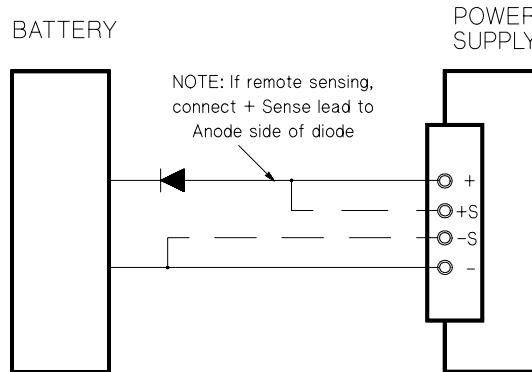 BATTERY
POWER
SUPPLY
NOTE: If remote sensing,
connect + Sense lead to
Anode side of diode
+
+S
-S
-